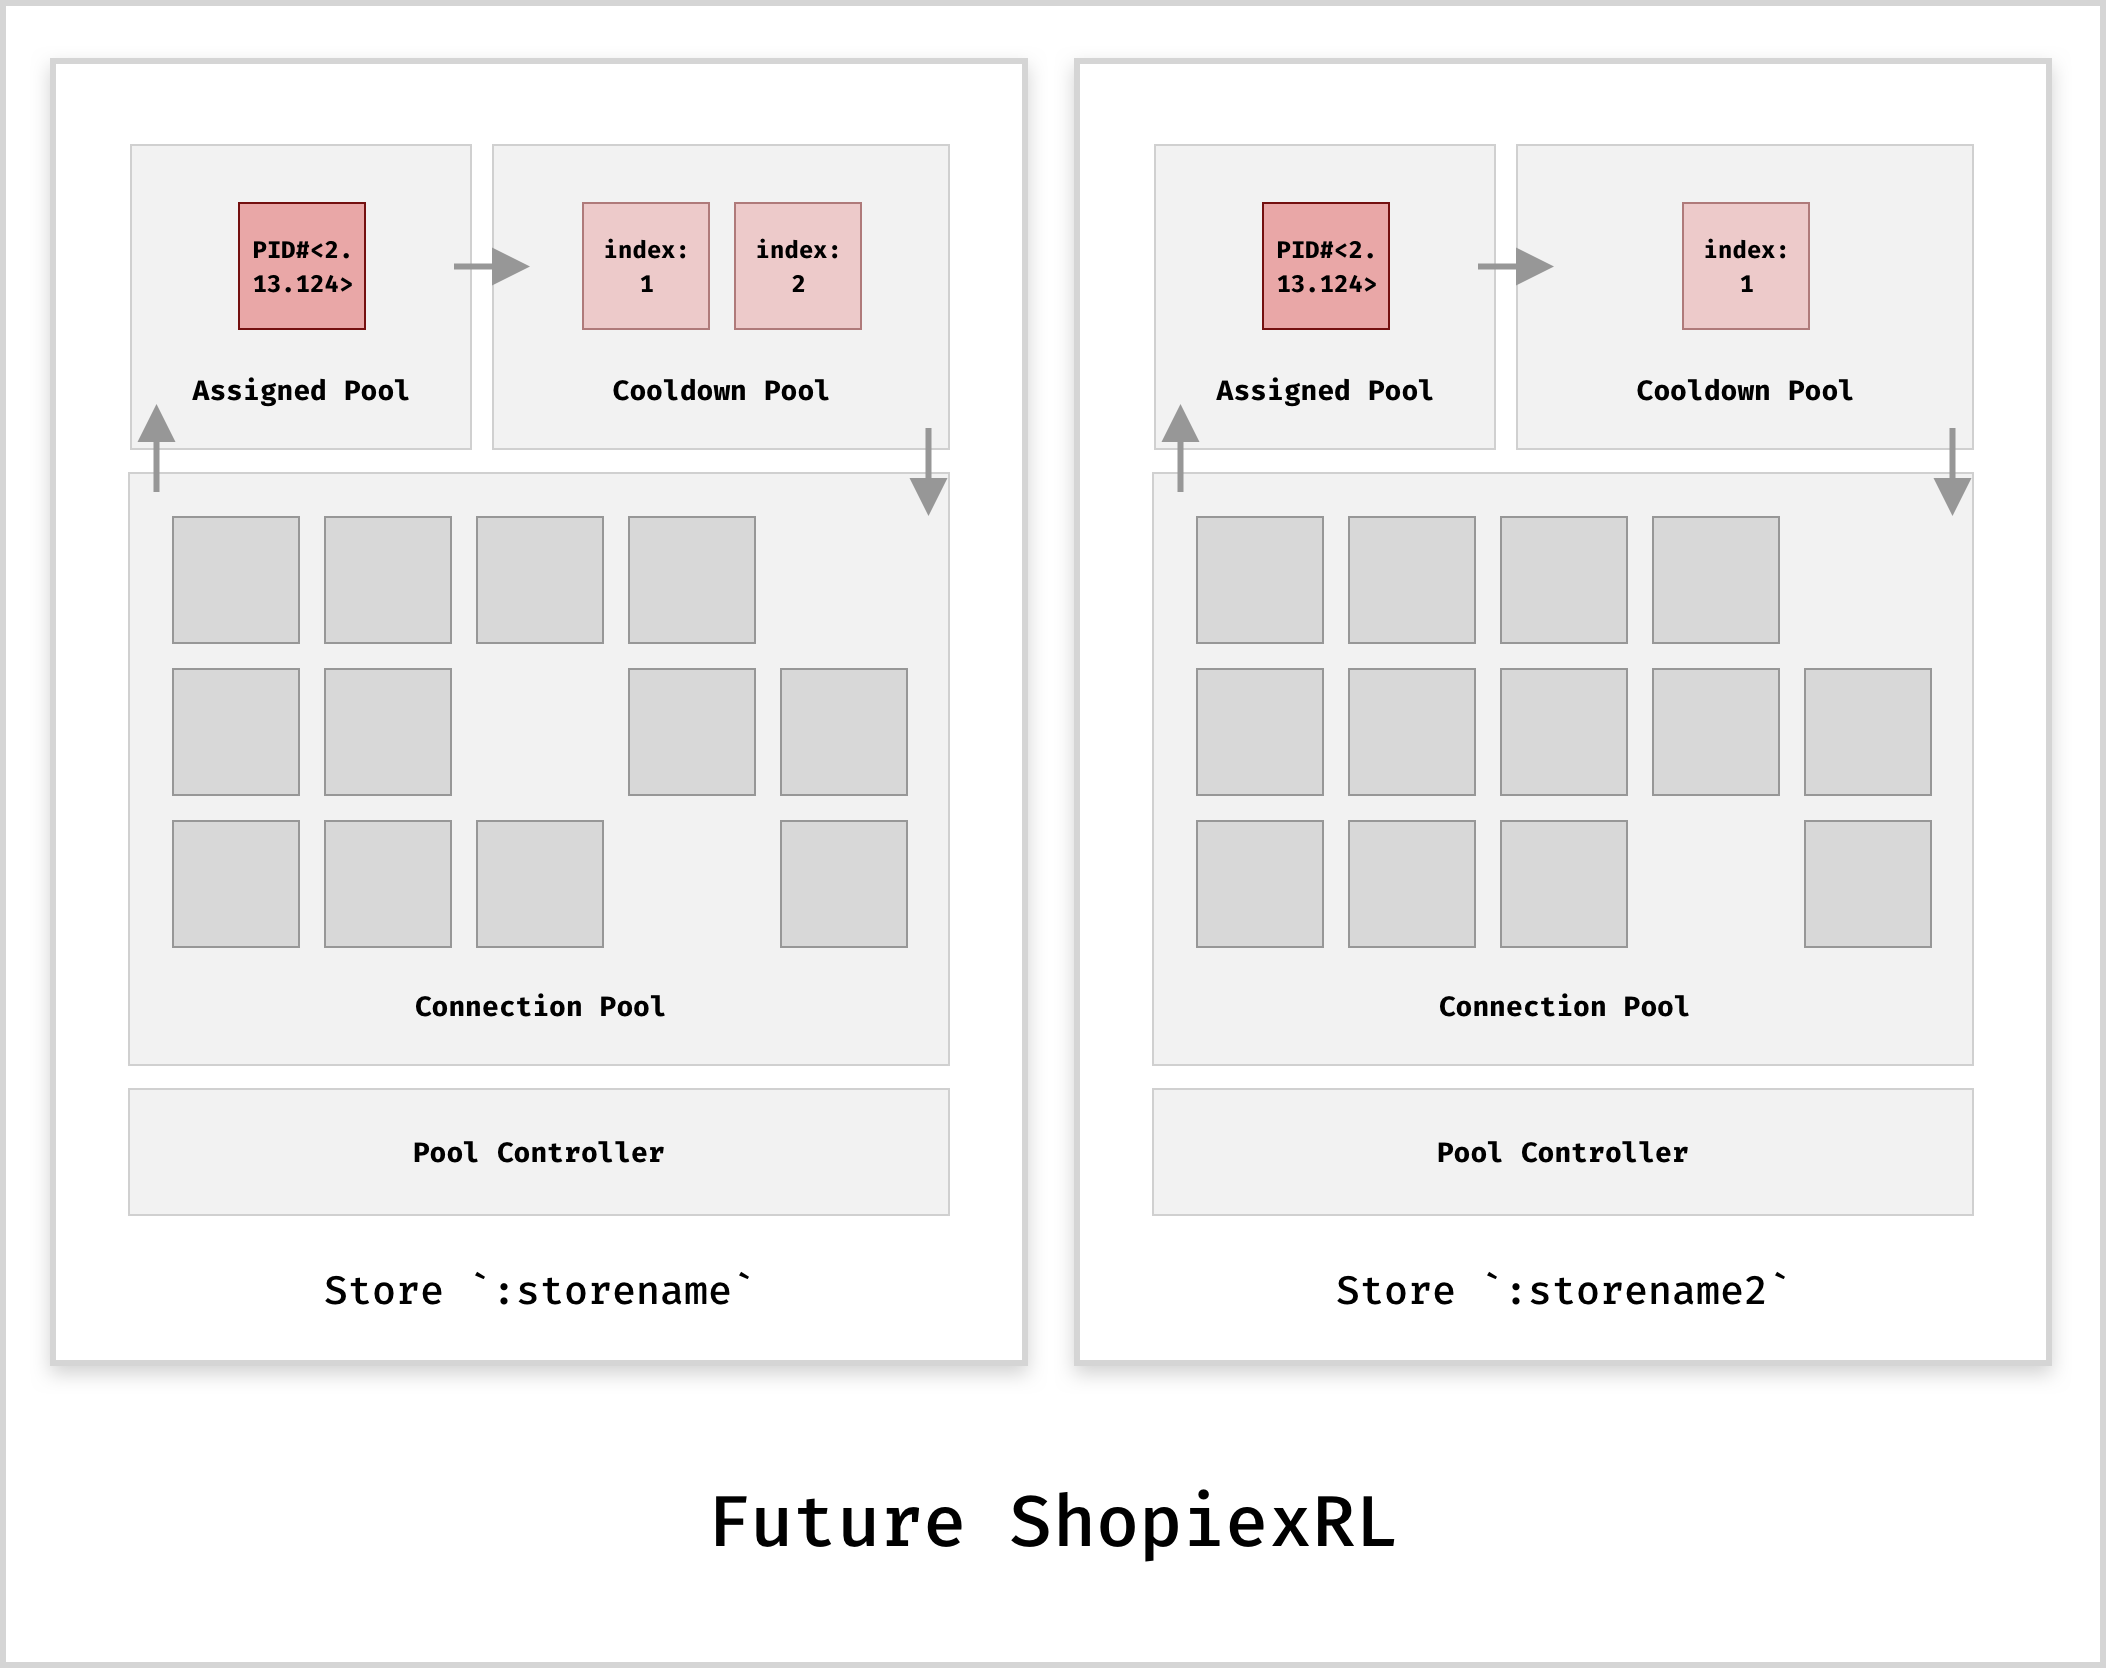 PID#<2.
13.124>
Assigned Pool
index:
1
index:
2
Cooldown Pool
Connection Pool
Pool Controller
Store `:storename`
PID#<2.
13.124>
Assigned Pool
index:
1
Cooldown Pool
Connection Pool
Pool Controller
Store `:storename2`
Future ShopiexRL